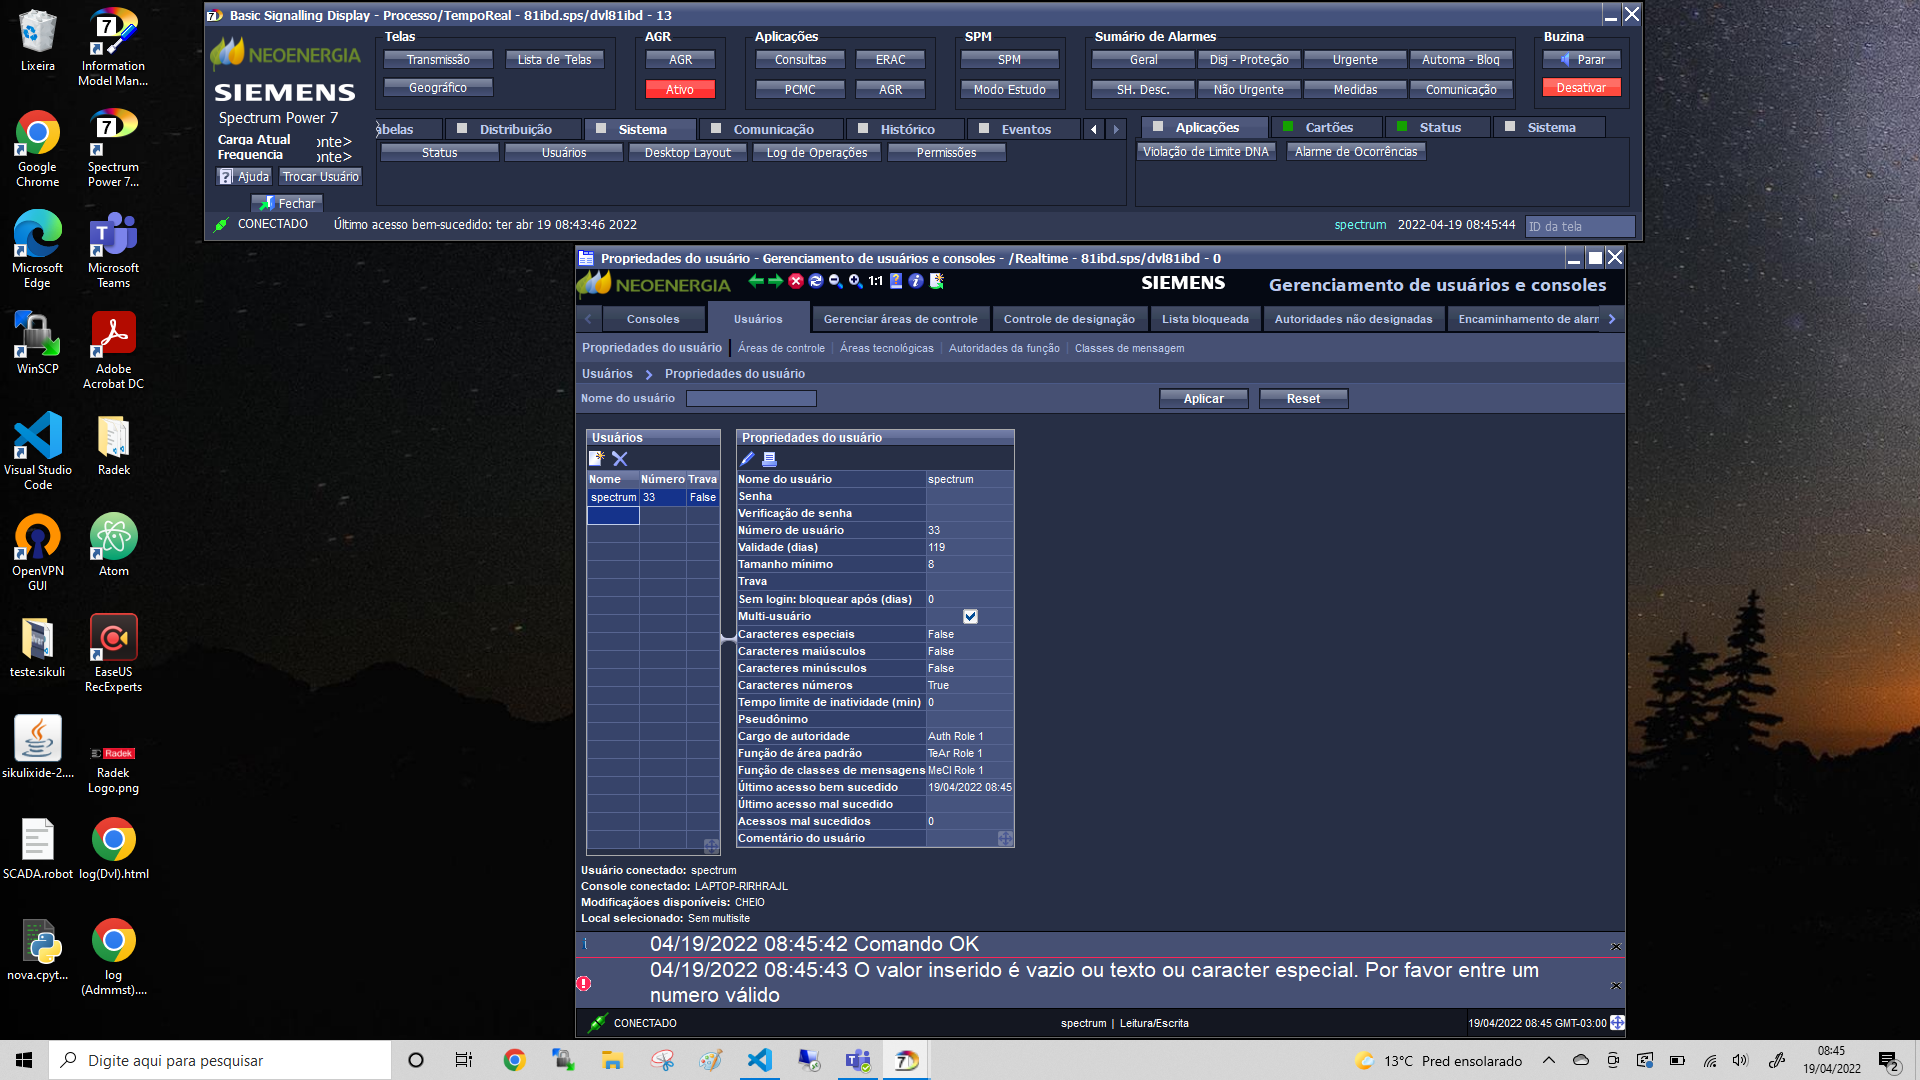 Lixeira
Information
Model Man...
Google
Chrome
Spectrum
Power 7...
Microsoft
Edge
Microsoft
Teams
WinSCP
Adobe
Acrobat DC
Visual Studio
Code
Radek
OpenVPN
GUI
Atom
teste.sikuli
EaseUS
RecExperts
sikulixide-2....
Radek
Radek
Logo.png
SCADA.robot
log(Dvl).html
nova.cpyt...
log
(Admmst)....
Basic Signalling Display - Processo/TempoReal - 81ibd.sps/dvl81ibd - 13
NEOENERGIA
SIEMENS
Spectrum Power 7
Carga Atual onte>
Frequencia onte>
Ajuda Trocar Usuário
Fechar
Telas
Transmissão Lista de Telas
Geográfico
AGR
AGR
Ativo
Aplicações
Consultas ERAC
PCMC AGR
SPM
SPM
Modo Estudo
Sumário de Alarmes
Geral Disj - Proteção Urgente Automa - Bloq
SH. Desc. Não Urgente Medidas Comunicação
Buzina
Parar
Desativar
abelas Distribuição Sistema Comunicação Histórico Eventos
Status Usuários Desktop Layout Log de Operações Permissões
Aplicações Cartões Status Sistema
Violação de Limite DNA Alarme de Ocorrências
CONECTADO Último acesso bem-sucedido: ter abr 19 08:43:46 2022 spectrum 2022-04-19 08:45:44 ID da tela
Propriedades do usuário - Gerenciamento de usuários e consoles - /Realtime - 81ibd.sps/dvl81ibd - 0
NEOENERGIA 1:1 SIEMENS Gerenciamento de usuários e consoles
Consoles Usuários Gerenciar áreas de controle Controle de designação Lista bloqueada Autoridades não designadas Encaminhamento de alarr
Propriedades do usuário Áreas de controle Áreas tecnológicas Autoridades da função Classes de mensagem
Usuários Propriedades do usuário
Nome do usuário Aplicar Reset
Usuários
Nome Número Trava
spectrum 33 False
Propriedades do usuário
Nome do usuário spectrum
Senha
Verificação de senha
Número de usuário 33
Validade (dias) 119
Tamanho mínimo 8
Trava
Sem login: bloquear após (dias) 0
Multi-usuário
Caracteres especiais False
Caracteres maiúsculos False
Caracteres minúsculos False
Caracteres números True
Tempo limite de inatividade (min) 0
Pseudônimo
Cargo de autoridade Auth Role 1
Função de área padrão TeAr Role 1
Função de classes de mensagens MeCl Role 1
Último acesso bem sucedido 19/04/2022 08:45
Último acesso mal sucedido
Acessos mal sucedidos 0
Comentário do usuário
Usuário conectado: spectrum
Console conectado: LAPTOP-RIRHRAJL
Modificaçãoes disponíveis: CHEIO
Local selecionado: Sem multisite
04/19/2022 08:45:42 Comando OK
04/19/2022 08:45:43 O valor inserido é vazio ou texto ou caracter especial. Por favor entre um
numero válido
CONECTADO spectrum | Leitura/Escrita 19/04/2022 08:45 GMT-03:00
Digite aqui para pesquisar
13°C Pred ensolarado
08:45
19/04/2022
2